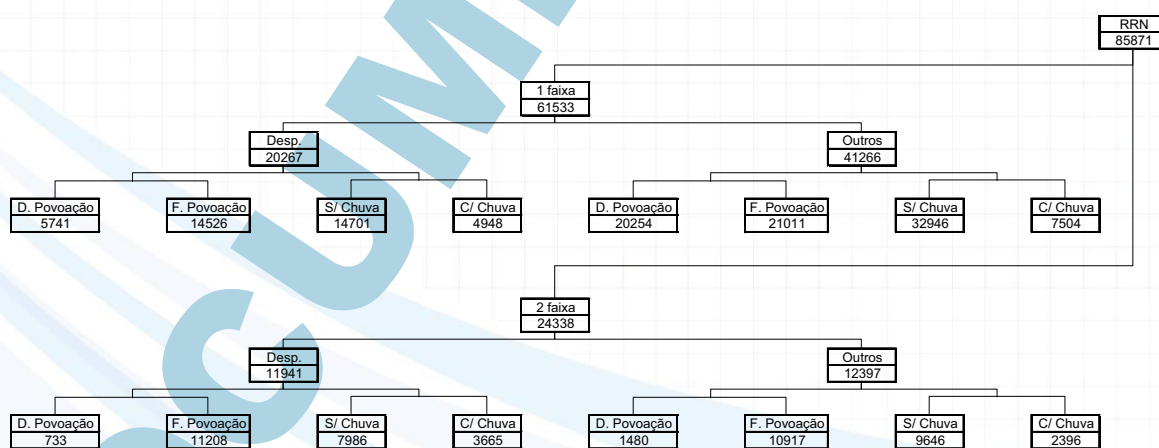 RRN
85871
1 faixa
61533
Desp.
20267
Outros
41266
D. Povoação
5741
F. Povoação
14526
S/ Chuva
14701
C/ Chuva
4948
D. Povoação
20254
F. Povoação
21011
S/ Chuva
32946
C/ Chuva
7504
2 faixa
24338
Desp.
11941
Outros
12397
D. Povoação
733
F. Povoação
11208
S/ Chuva
7986
C/ Chuva
3665
D. Povoação
1480
F. Povoação
10917
S/ Chuva
9646
C/ Chuva
2396